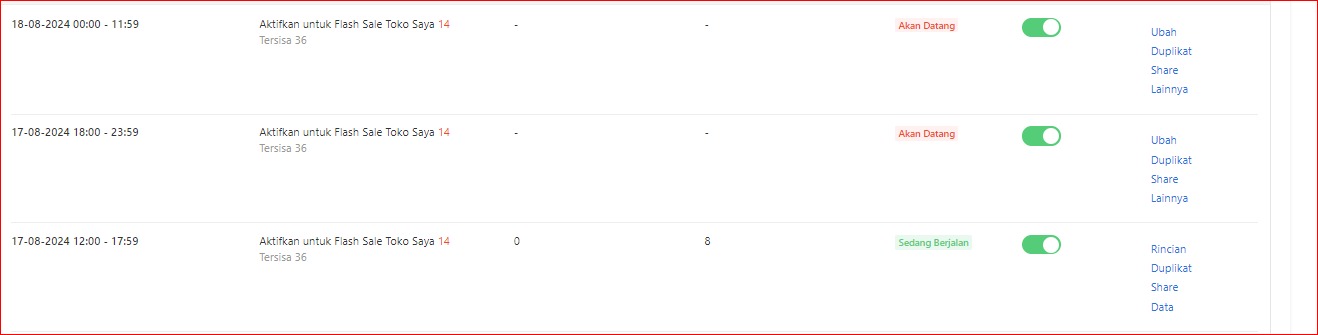 18-08-2024 00:00 - 11:59 Aktifkan untuk Flash Sale Toko Saya 14 - - Akan Datang
Tersisa 36
Ubah
Duplikat
Share
Lainnya
17-08-2024 18:00 - 23:59 Aktifkan untuk Flash Sale Toko Saya 14 - - Akan Datang
Tersisa 36
Ubah
Duplikat
Share
Lainnya
17-08-2024 12:00 - 17:59 Aktifkan untuk Flash Sale Toko Saya 14 0 8 Sedang Berjalan
Tersisa 36
Rincian
Duplikat
Share
Data